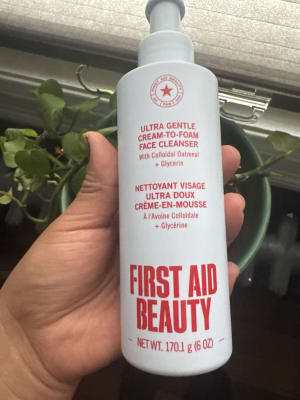 ULTRA GENTLE
CREAM-TO-FOAM
FACE CLEANSER
With Colloidal Oatmeal
+ Glycerin
NETTOYANT VISAGE
ULTRA DOUX
CRÈME-EN-MOUSSE
À l'Avoine Colloïdale
+ Glycérine
FIRST AID
BEAUTY
NET WT. 170.1 g (6 OZ)